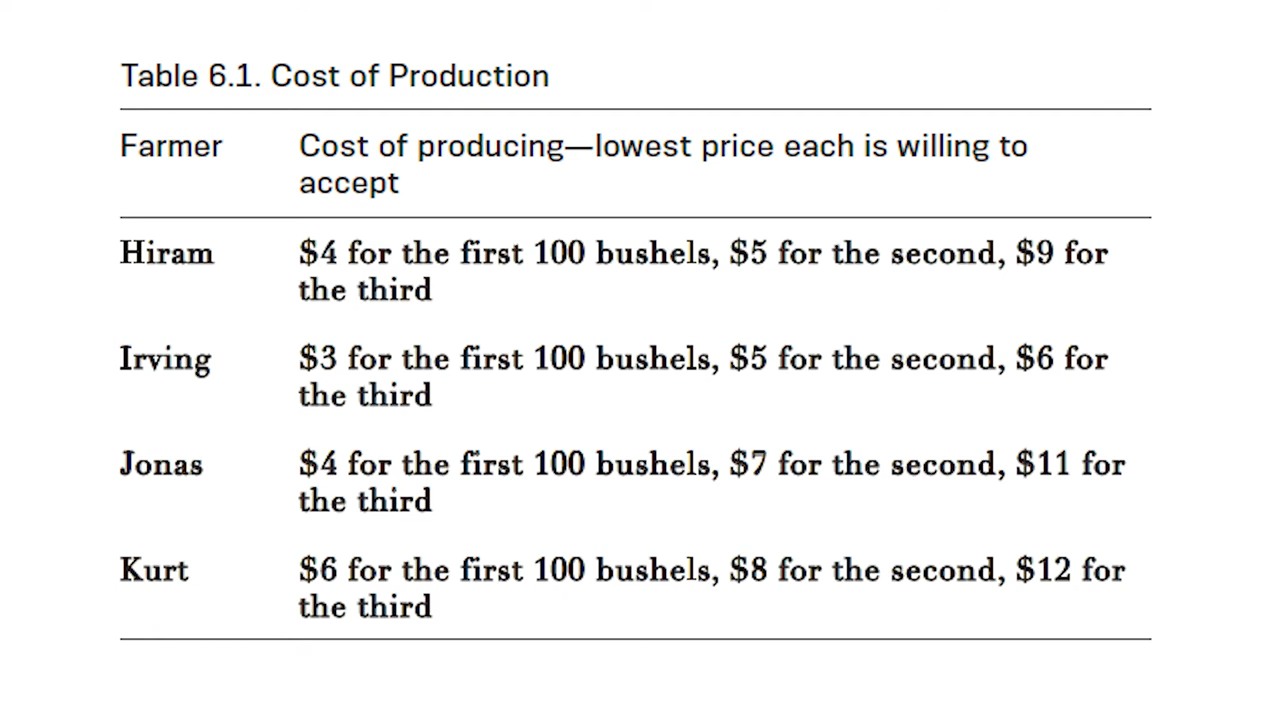 Table 6.1. Cost of Production
Farmer
Cost of producing—lowest price each is willing to
accept
Hiram
$4 for the first 100 bushels, $5 for the second, $9 for
the third
Irving
$3 for the first 100 bushels, $5 for the second, $6 for
the third
Jonas
$4 for the first 100 bushels, $7 for the second, $11 for
the third
Kurt
$6 for the first 100 bushels, $8 for the second, $12 for
the third